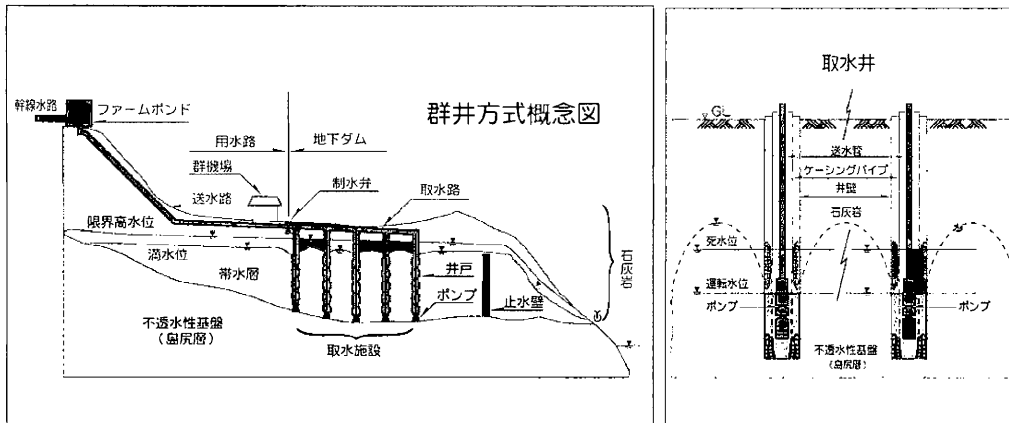 群井方式概念図
幹線水路
ファームポンド
用水路
地下ダム
群機場
制水弁
取水路
送水路
限界高水位
満水位
帯水層
井戸
ポンプ
止水壁
石灰岩
不透水性基盤
(島尻層)
取水施設
取水井
GL
送水管
ケーシングパイプ
井壁
石灰岩
死水位
運転水位
ポンプ
ポンプ
不透水性基盤
(島尻層)